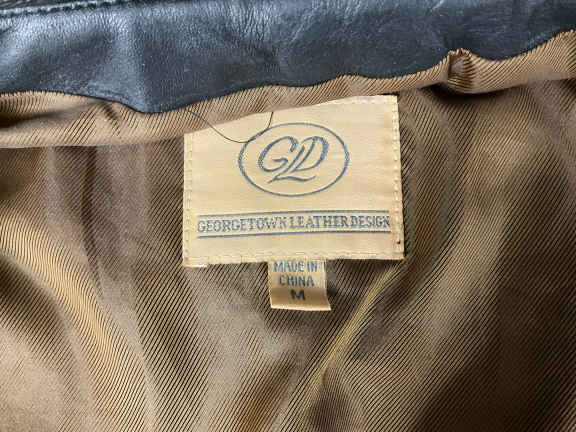 GLD
GEORGETOWN LEATHER DESIGN
MADE IN
CHINA
M